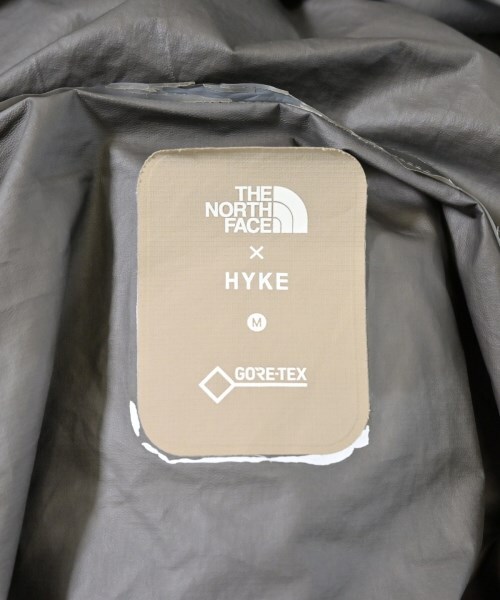 THE
NORTH
FACE
×
HYKE
M
GORE-TEX